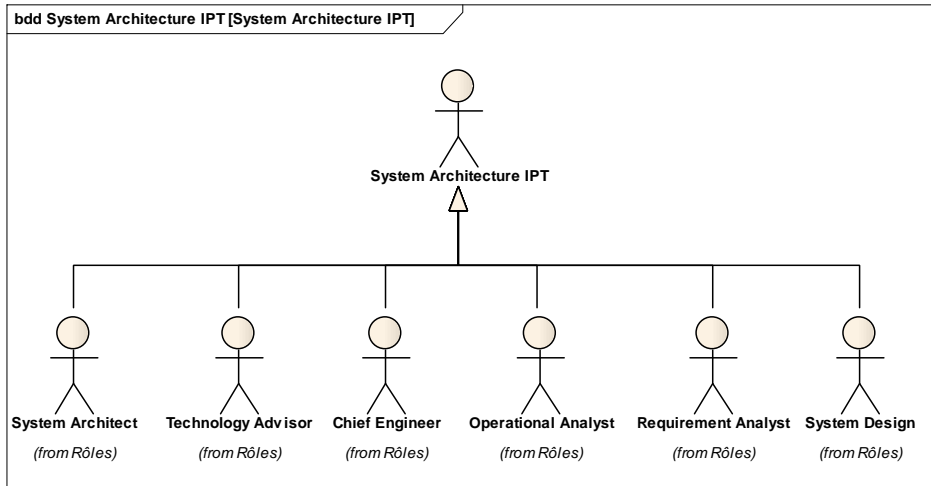 bdd System Architecture IPT [System Architecture IPT]
System Architecture IPT
System Architect Technology Advisor Chief Engineer Operational Analyst Requirement Analyst System Design
(from Rôles) (from Rôles) (from Rôles) (from Rôles) (from Rôles) (from Rôles)